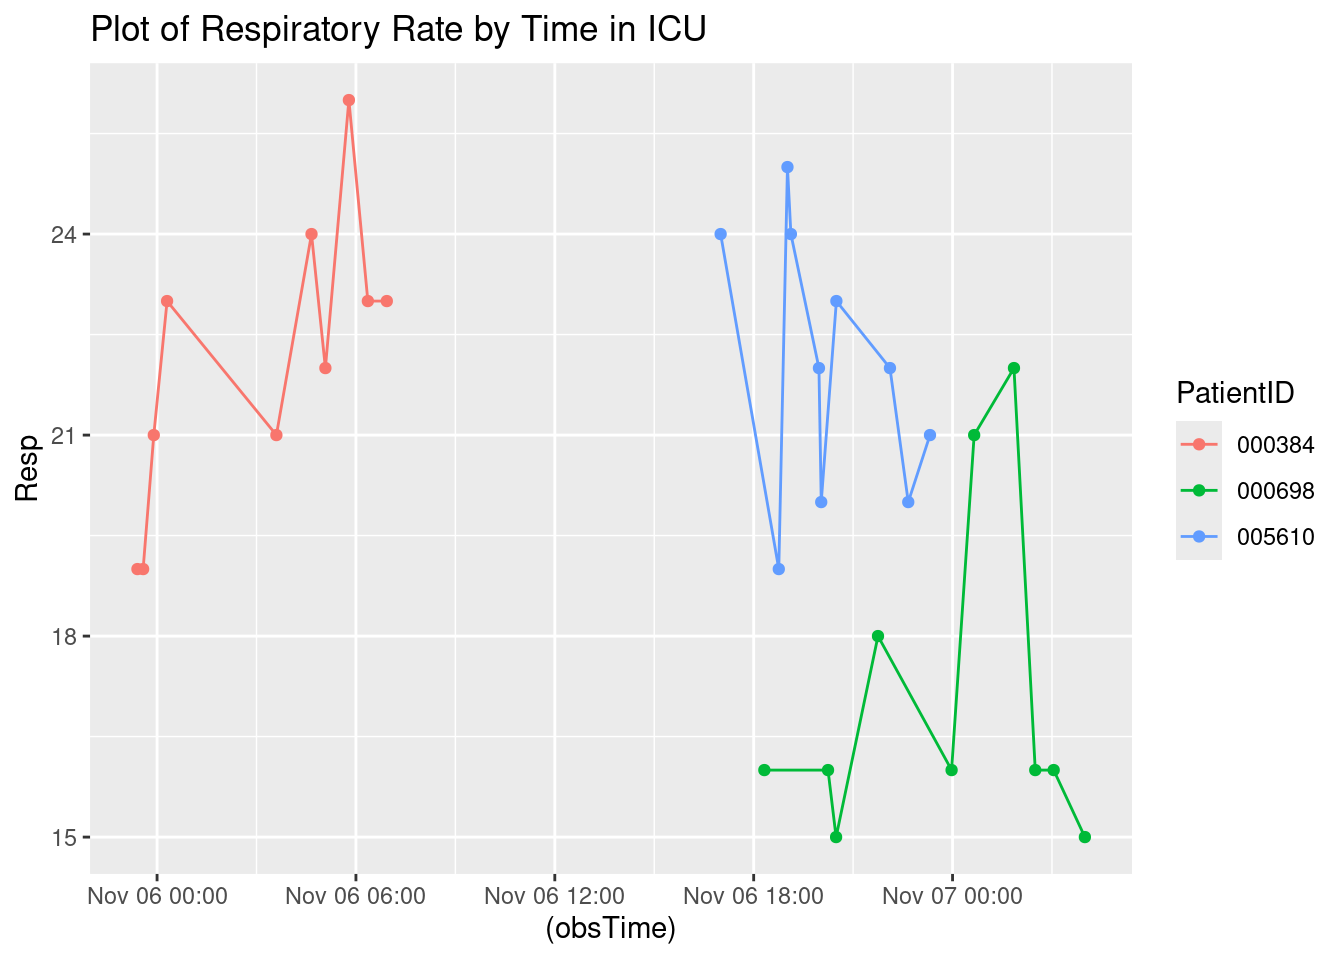 Plot of Respiratory Rate by Time in ICU
Resp
24
21
18
15
Nov 06 00:00 Nov 06 06:00 Nov 06 12:00 Nov 06 18:00 Nov 07 00:00
(obsTime)
PatientID
000384
000698
005610